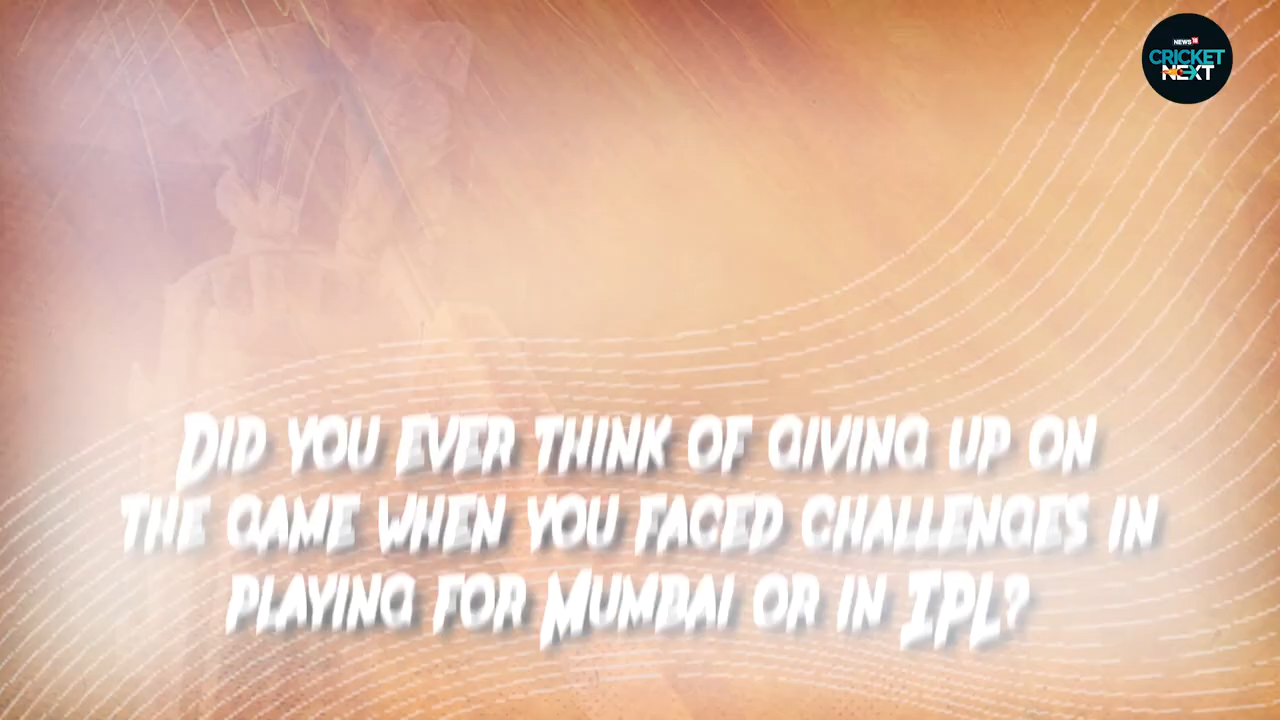 NEWS18
CRICKET
NEXT
Did you ever think of giving up on
the game when you faced challenges in
playing for Mumbai or in IPL?